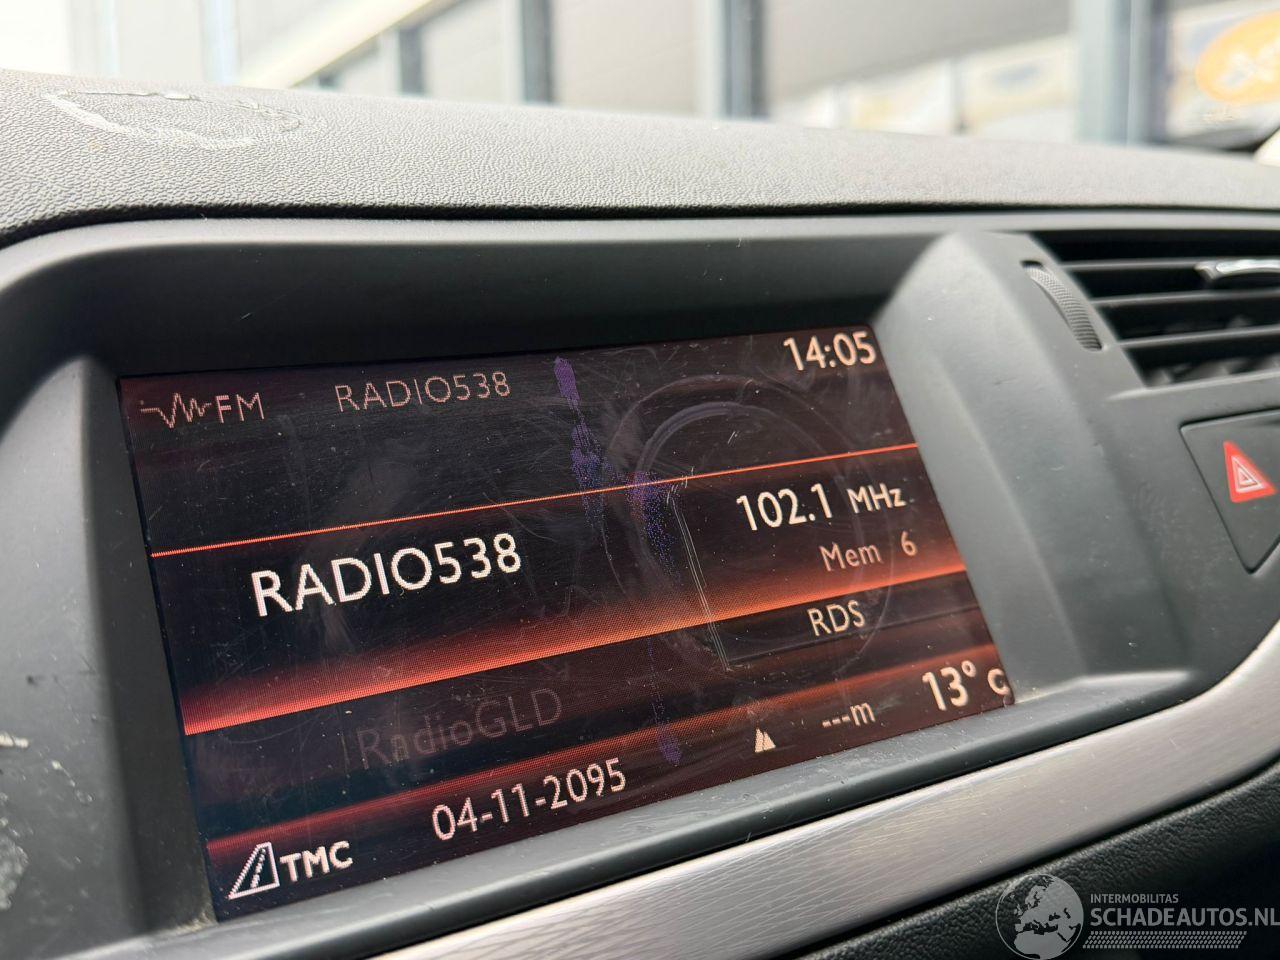 FM RADIO538 14:05
102.1 MHz
RADIO538
Mem 6
RDS
RadioGLD
---m 13° C
04-11-2095
TMC
INTERMOBILITAS
SCHADEAUTOS.NL